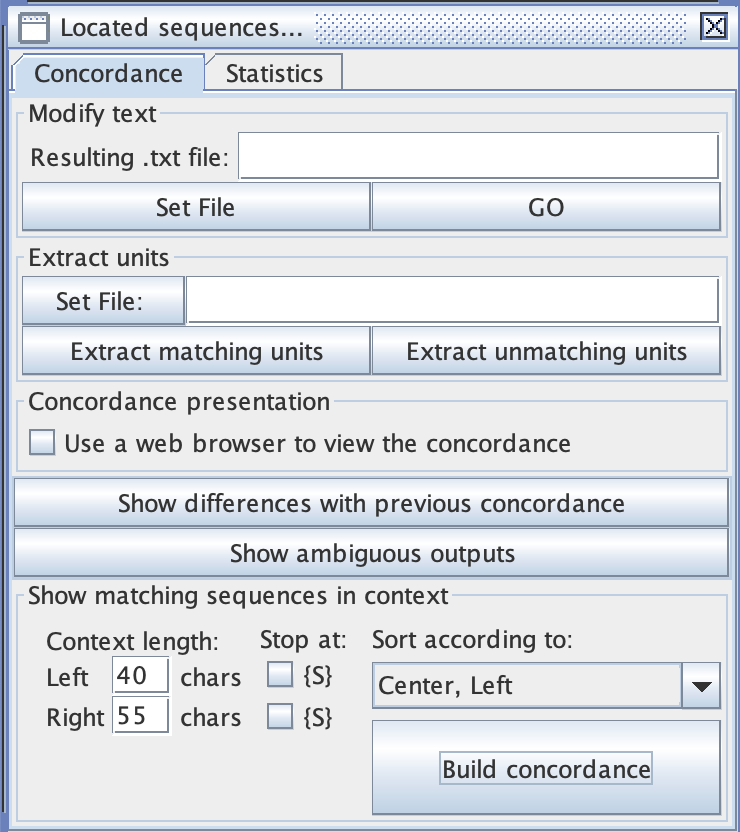 Located sequences...
Concordance Statistics
Modify text
Resulting .txt file:
Set File GO
Extract units
Set File:
Extract matching units Extract unmatching units
Concordance presentation
Use a web browser to view the concordance
Show differences with previous concordance
Show ambiguous outputs
Show matching sequences in context
Context length: Stop at: Sort according to:
Left 40 chars {S} Center, Left
Right 55 chars {S}
Build concordance